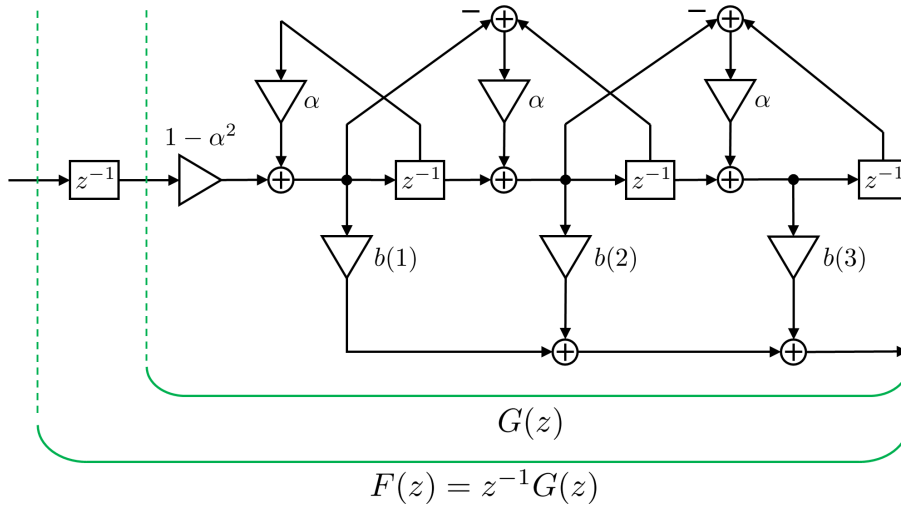 − −
α α α
1 − α²
z⁻¹ z⁻¹ z⁻¹ z⁻¹
b(1) b(2) b(3)
G(z)
F(z) = z⁻¹G(z)